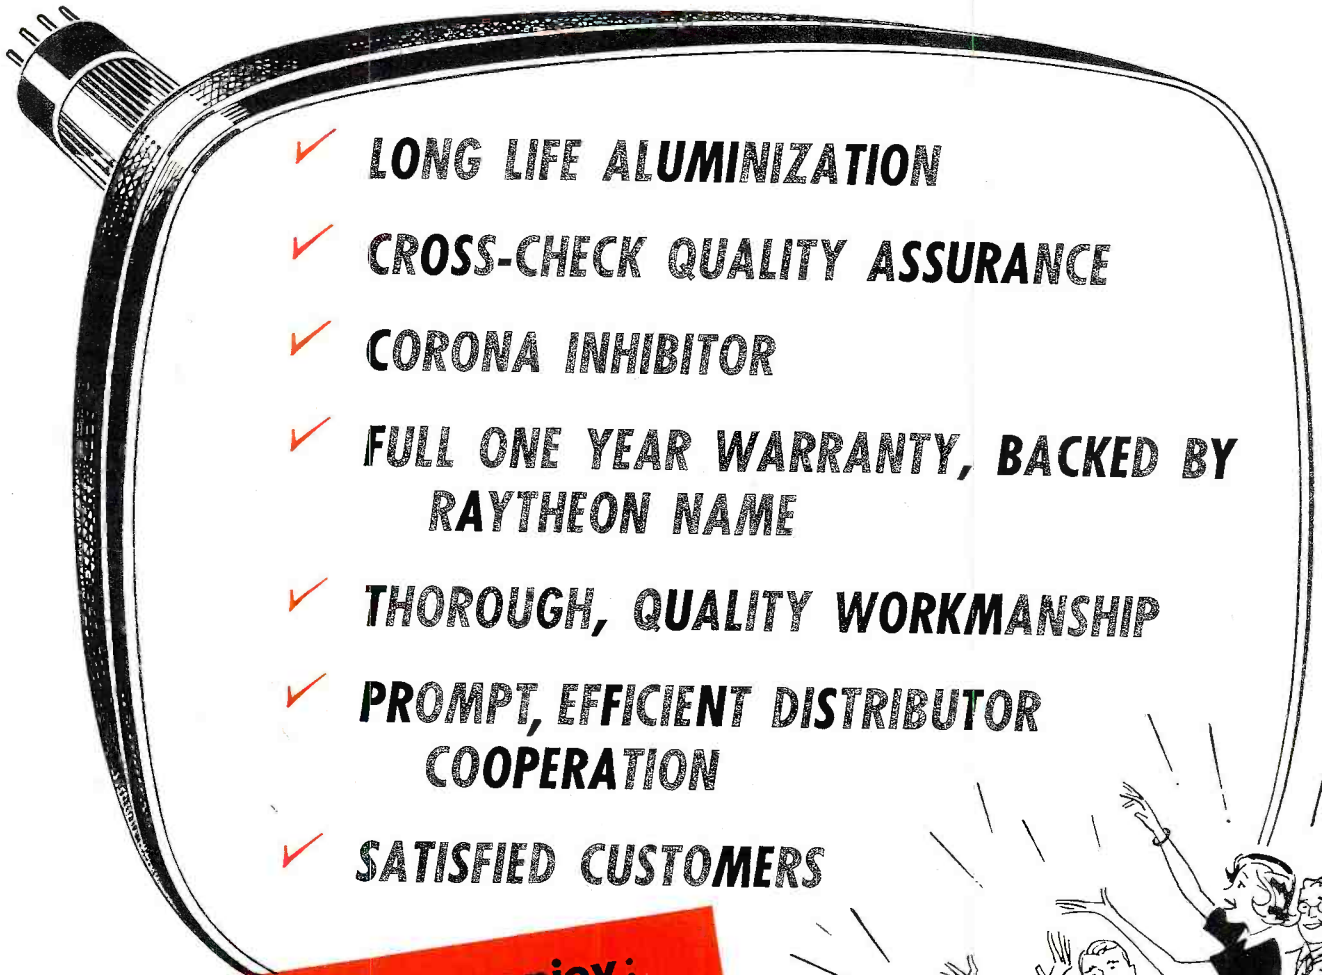 LONG LIFE ALUMINIZATION
CROSS-CHECK QUALITY ASSURANCE
CORONA INHIBITOR
FULL ONE YEAR WARRANTY, BACKED BY
RAYTHEON NAME
THOROUGH, QUALITY WORKMANSHIP
PROMPT, EFFICIENT DISTRIBUTOR
COOPERATION
SATISFIED CUSTOMERS